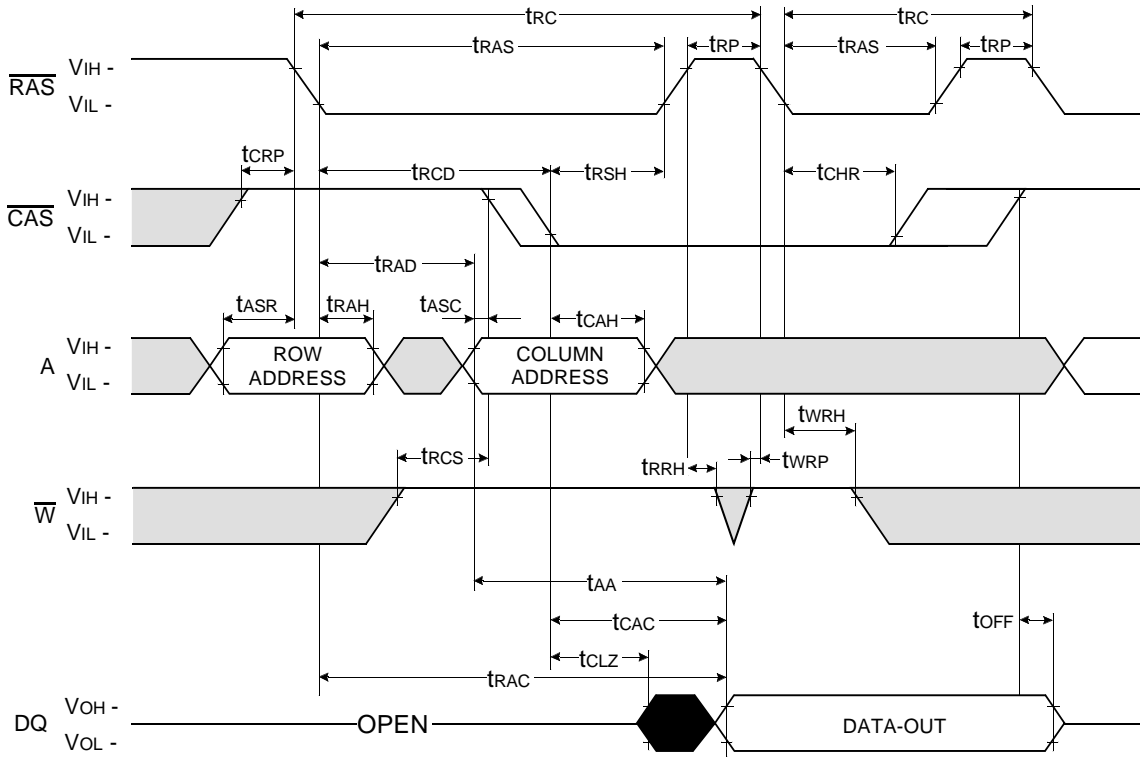 tRC tRC
tRAS tRP tRAS tRP
RAS VIH -
VIL -
tCRP tRCD tRSH tCHR
CAS VIH -
VIL -
tRAD
tASR tRAH tASC tCAH
A VIH -
VIL -
ROW ADDRESS
COLUMN ADDRESS
tWRH
tRCS tRRH tWRP
W VIH -
VIL -
tAA
tCAC tOFF
tCLZ
tRAC
DQ VOH -
VOL -
OPEN DATA-OUT